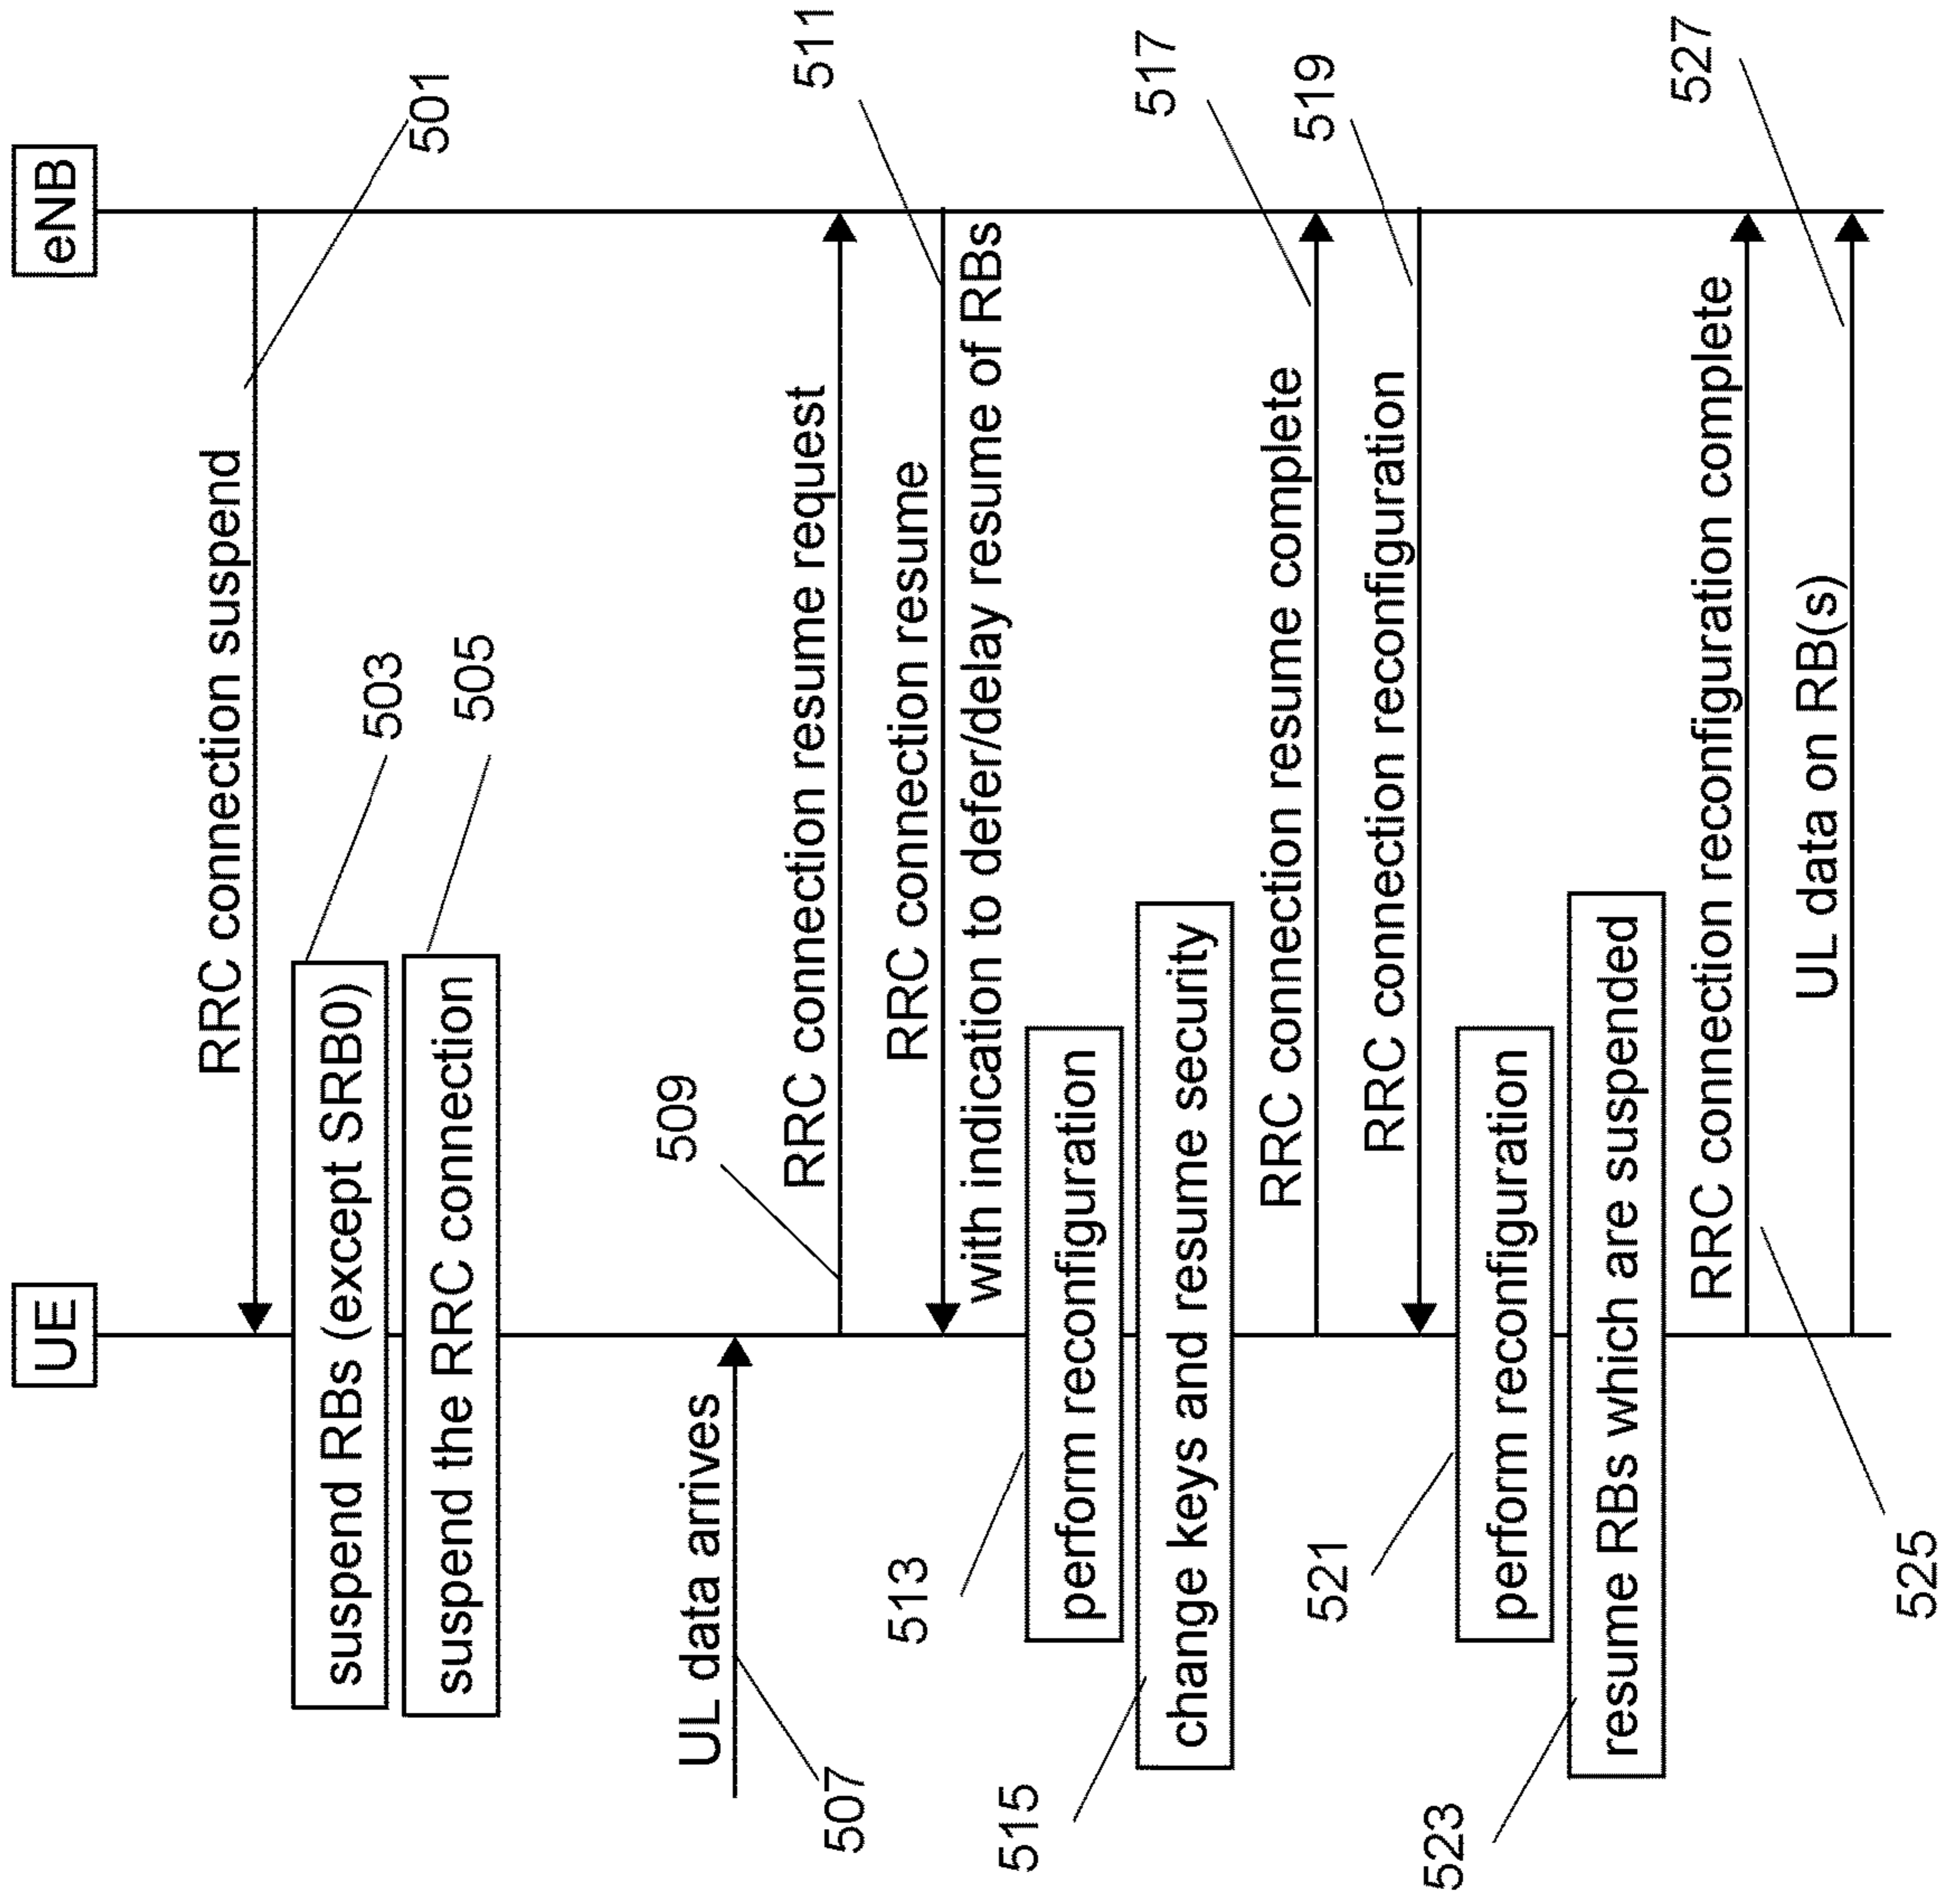 UE
eNB
RRC connection suspend
501
suspend RBs (except SRB0)
503
suspend the RRC connection
505
UL data arrives
507
509
RRC connection resume request
511
RRC connection resume
with indication to defer/delay resume of RBs
513
perform reconfiguration
515
change keys and resume security
517
RRC connection resume complete
519
RRC connection reconfiguration
521
perform reconfiguration
523
resume RBs which are suspended
RRC connection reconfiguration complete
525
527
UL data on RB(s)